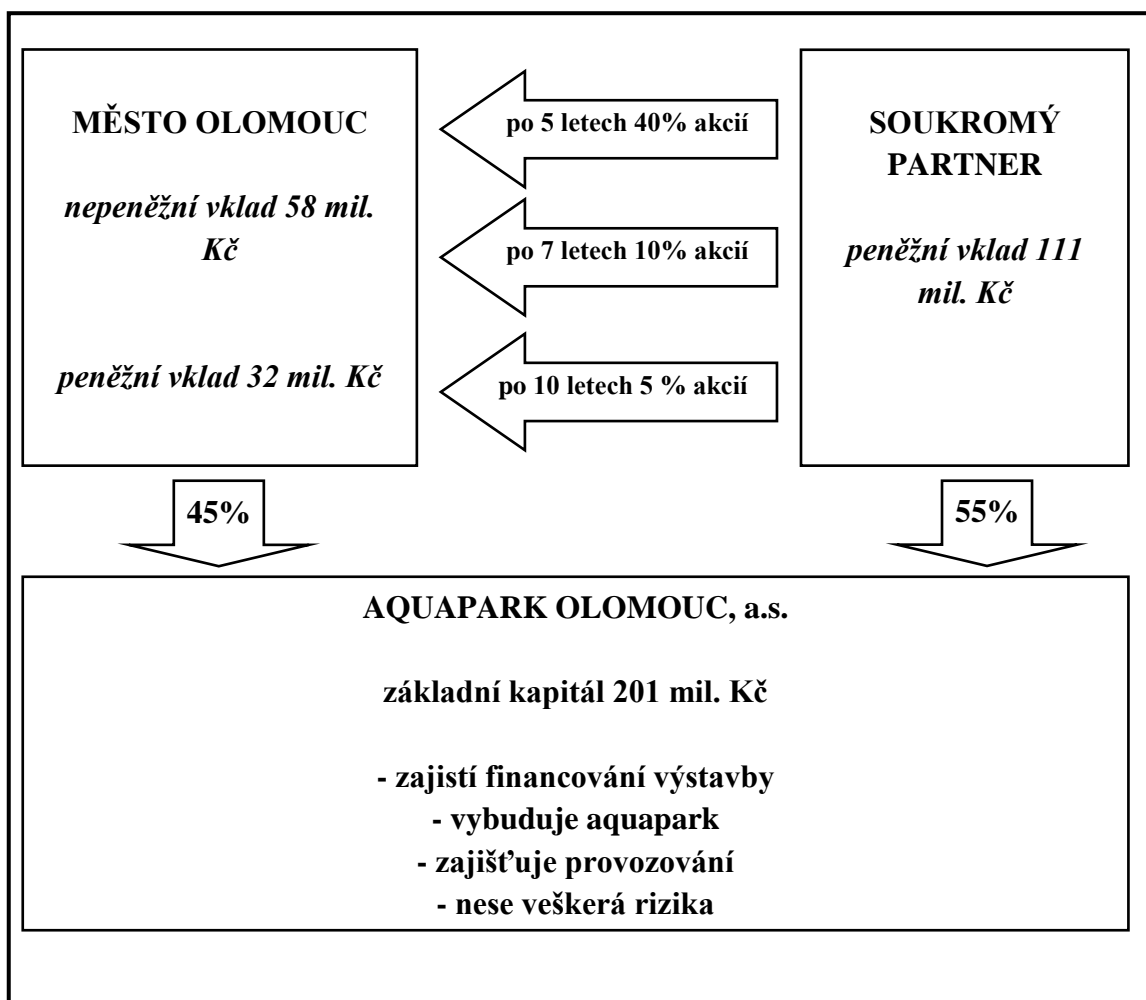 MĚSTO OLOMOUC
nepeněžní vklad 58 mil.
Kč
peněžní vklad 32 mil. Kč
po 5 letech 40% akcií
po 7 letech 10% akcií
po 10 letech 5 % akcií
SOUKROMÝ
PARTNER
peněžní vklad 111
mil. Kč
45%
55%
AQUAPARK OLOMOUC, a.s.
základní kapitál 201 mil. Kč
- zajistí financování výstavby
- vybuduje aquapark
- zajišťuje provozování
- nese veškerá rizika